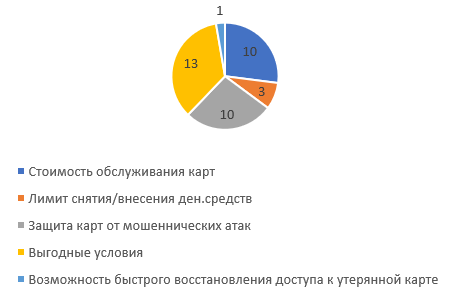 1
10
13
3
10
Стоимость обслуживания карт
Лимит снятия/внесения ден.средств
Защита карт от мошеннических атак
Выгодные условия
Возможность быстрого восстановления доступа к утерянной карте